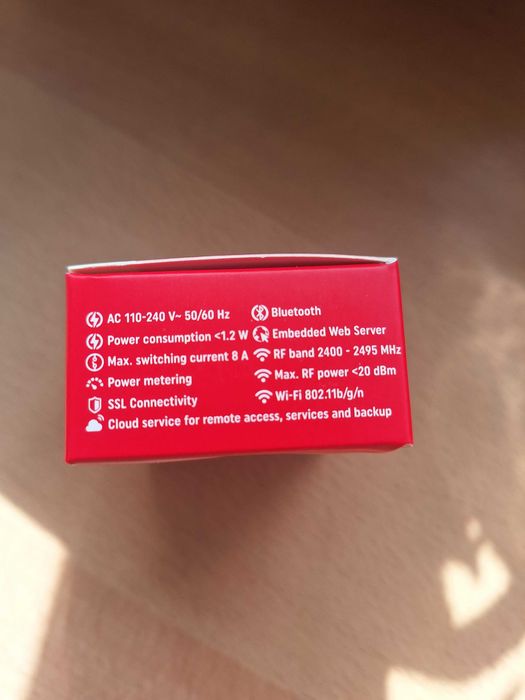 AC 110-240 V~ 50/60 Hz
Power consumption <1.2 W
Max. switching current 8 A
Power metering
SSL Connectivity
Cloud service for remote access, services and backup
Bluetooth
Embedded Web Server
RF band 2400 - 2495 MHz
Max. RF power <20 dBm
Wi-Fi 802.11b/g/n